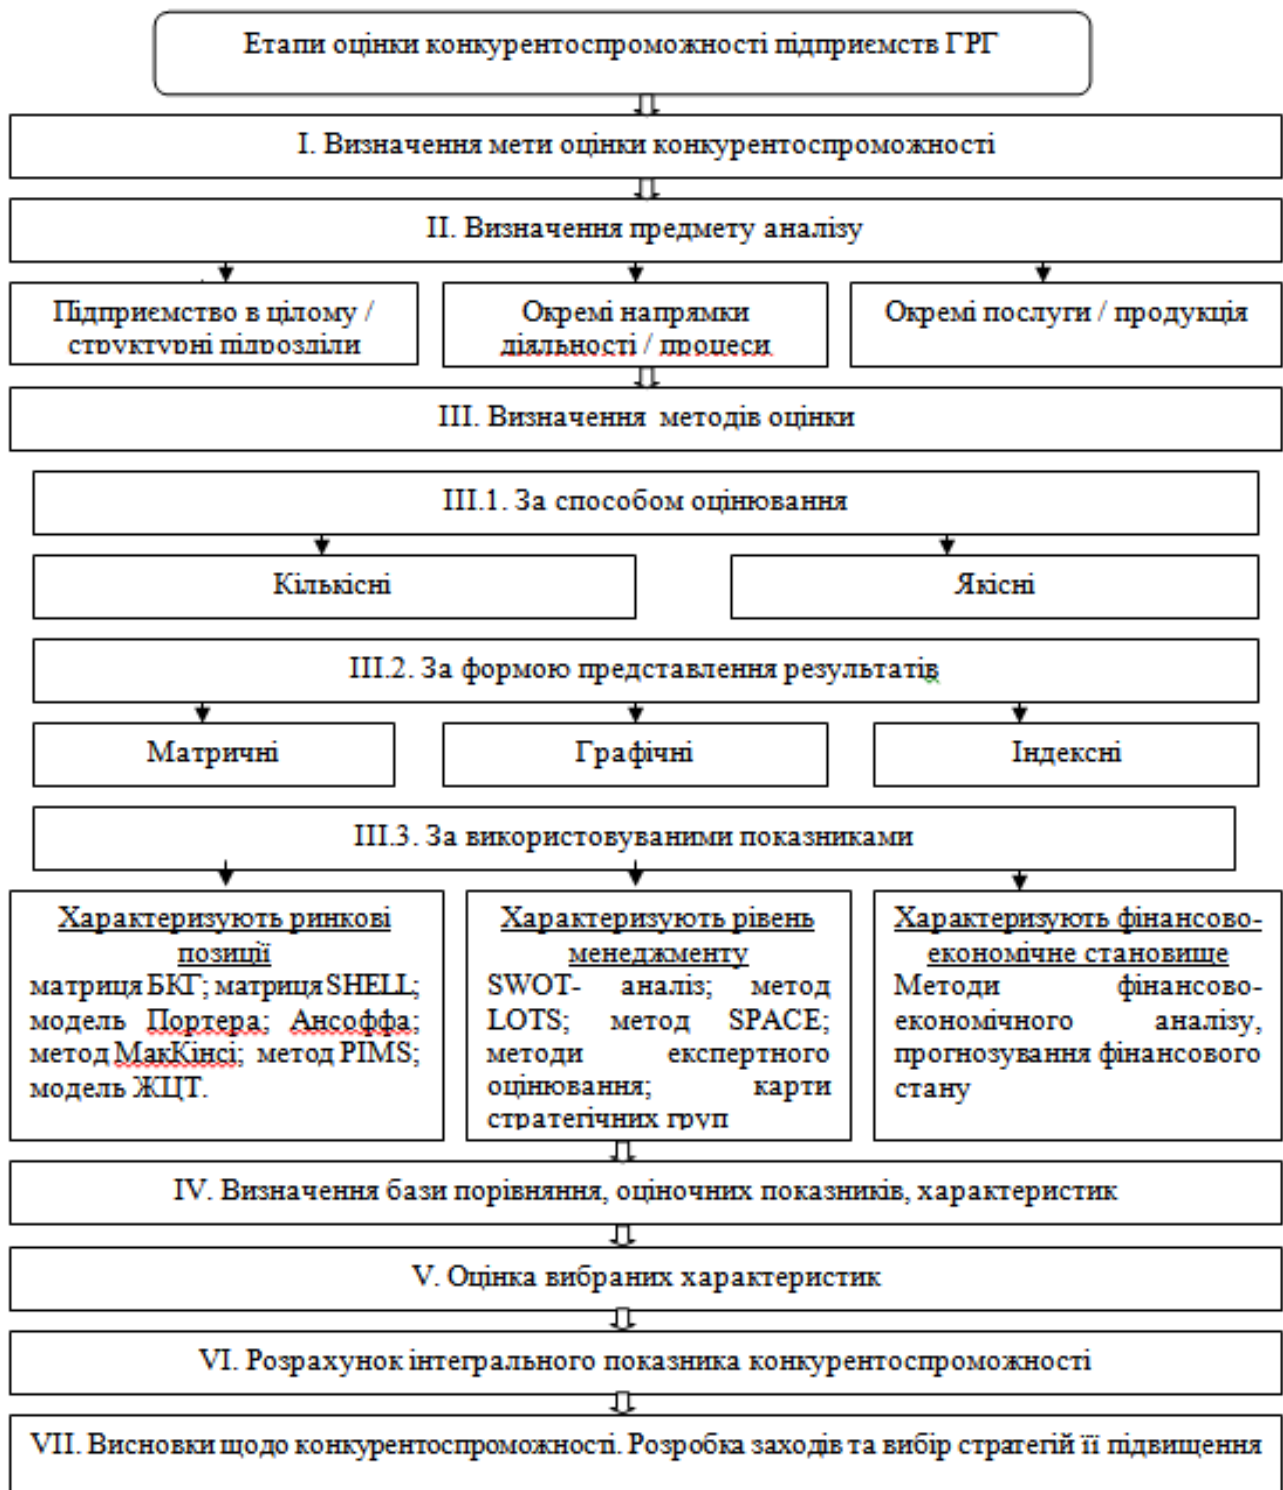 Етапи оцінки конкурентоспроможності підприємств ГРГ
І. Визначення мети оцінки конкурентоспроможності
ІІ. Визначення предмету аналізу
Підприємство в цілому /
структурні підрозділи
Окремі напрямки
діяльності / процеси
Окремі послуги / продукція
ІІІ. Визначення методів оцінки
ІІІ.1. За способом оцінювання
Кількісні
Якісні
ІІІ.2. За формою представлення результатів
Матричні
Графічні
Індексні
ІІІ.3. За використовуваними показниками
Характеризують ринкові
позиції
матриця БКГ; матриця SHELL;
модель Портера; Ансоффа;
метод МакКінсі; метод PIMS;
модель ЖЦТ.
Характеризують рівень
менеджменту
SWOT- аналіз; метод
LOTS; метод SPACE;
методи експертного
оцінювання; карти
стратегічних груп
Характеризують фінансово-
економічне становище
Методи фінансово-
економічного аналізу,
прогнозування фінансового
стану
IV. Визначення бази порівняння, оціночних показників, характеристик
V. Оцінка вибраних характеристик
VI. Розрахунок інтегрального показника конкурентоспроможності
VII. Висновки щодо конкурентоспроможності. Розробка заходів та вибір стратегій її підвищення